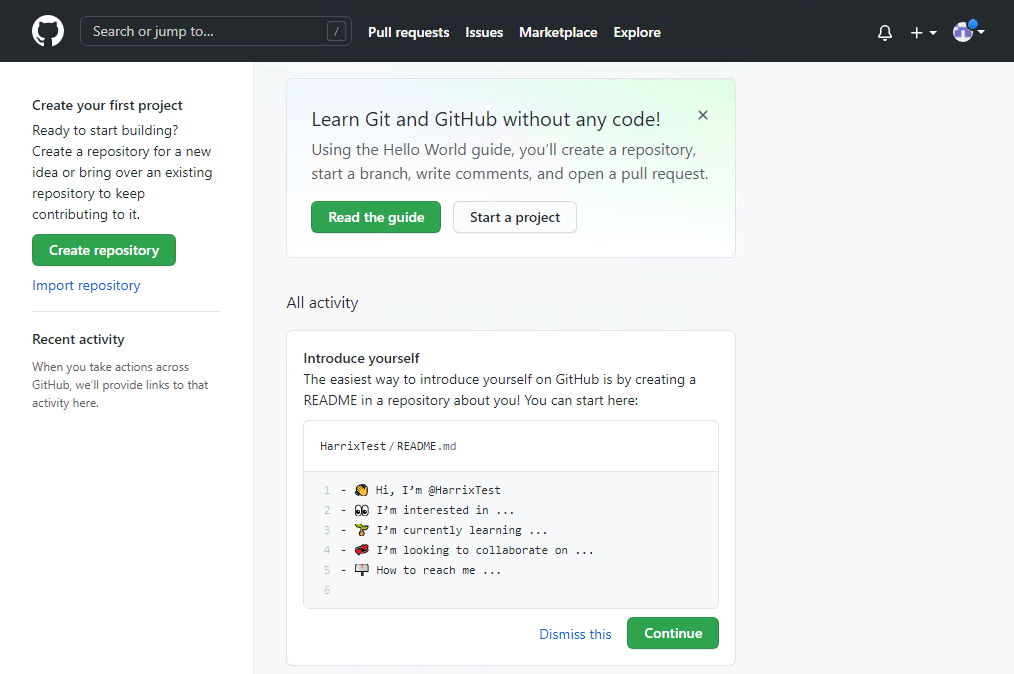 Search or jump to... /
Pull requests Issues Marketplace Explore
Create your first project
Ready to start building?
Create a repository for a new
idea or bring over an existing
repository to keep
contributing to it.
Create repository
Import repository
Recent activity
When you take actions across
GitHub, we’ll provide links to that
activity here.
Learn Git and GitHub without any code!
Using the Hello World guide, you’ll create a repository,
start a branch, write comments, and open a pull request.
Read the guide Start a project
All activity
Introduce yourself
The easiest way to introduce yourself on GitHub is by creating a
README in a repository about you! You can start here:
HarrixTest/README.md
1 - 👋 Hi, I’m @HarrixTest
2 - 👀 I’m interested in ...
3 - 🌱 I’m currently learning ...
4 - 💞️ I’m looking to collaborate on ...
5 - 📫 How to reach me ...
6
Dismiss this Continue